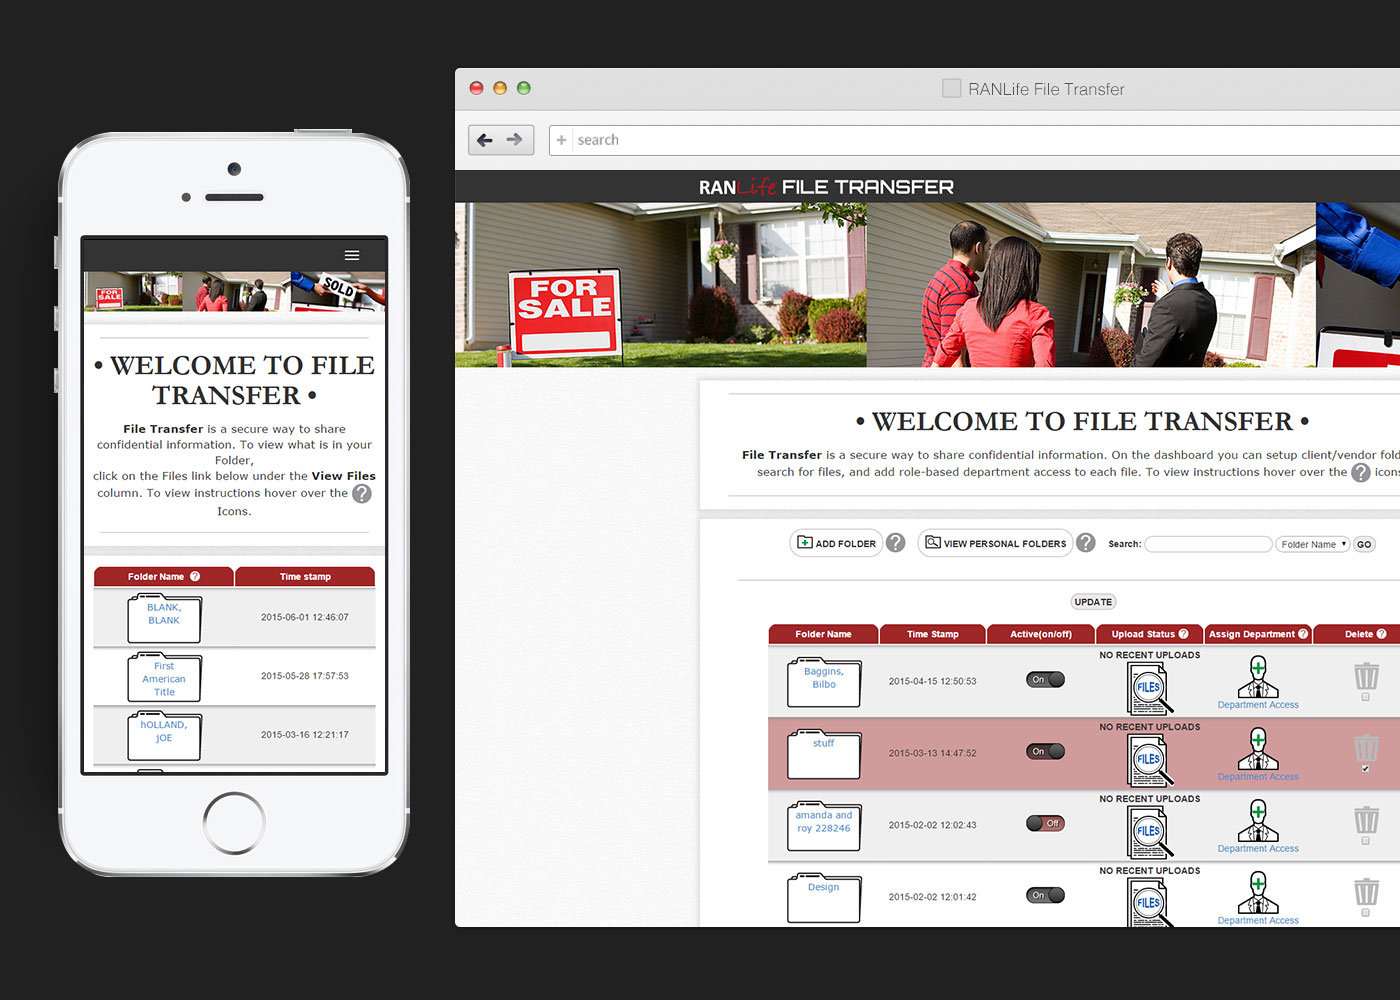 RANLife File Transfer
+ search
RANLife FILE TRANSFER
FOR
SALE
• WELCOME TO FILE TRANSFER •
File Transfer is a secure way to share confidential information. On the dashboard you can setup client/vendor fold
search for files, and add role-based department access to each file. To view instructions hover over the ? icons
ADD FOLDER ? VIEW PERSONAL FOLDERS ? Search: Folder Name GO
UPDATE
Folder Name Time Stamp Active(on/off) Upload Status ? Assign Department ? Delete ?
Baggins,
Bilbo
2015-04-15 12:50:53
On
NO RECENT UPLOADS
FILES
Department Access
stuff
2015-03-13 14:47:52
On
NO RECENT UPLOADS
FILES
Department Access
amanda and
roy 228246
2015-02-02 12:02:43
Off
NO RECENT UPLOADS
FILES
Department Access
Design
2015-02-02 12:01:42
On
NO RECENT UPLOADS
FILES
Department Access
FOR
SALE
SOLD
• WELCOME TO FILE
TRANSFER •
File Transfer is a secure way to share
confidential information. To view what is in your
Folder,
click on the Files link below under the View Files
column. To view instructions hover over the ?
Icons.
Folder Name ? Time stamp
BLANK,
BLANK
2015-06-01 12:46:07
First
American
Title
2015-05-28 17:57:53
hOLLAND,
jOE
2015-03-16 12:21:17